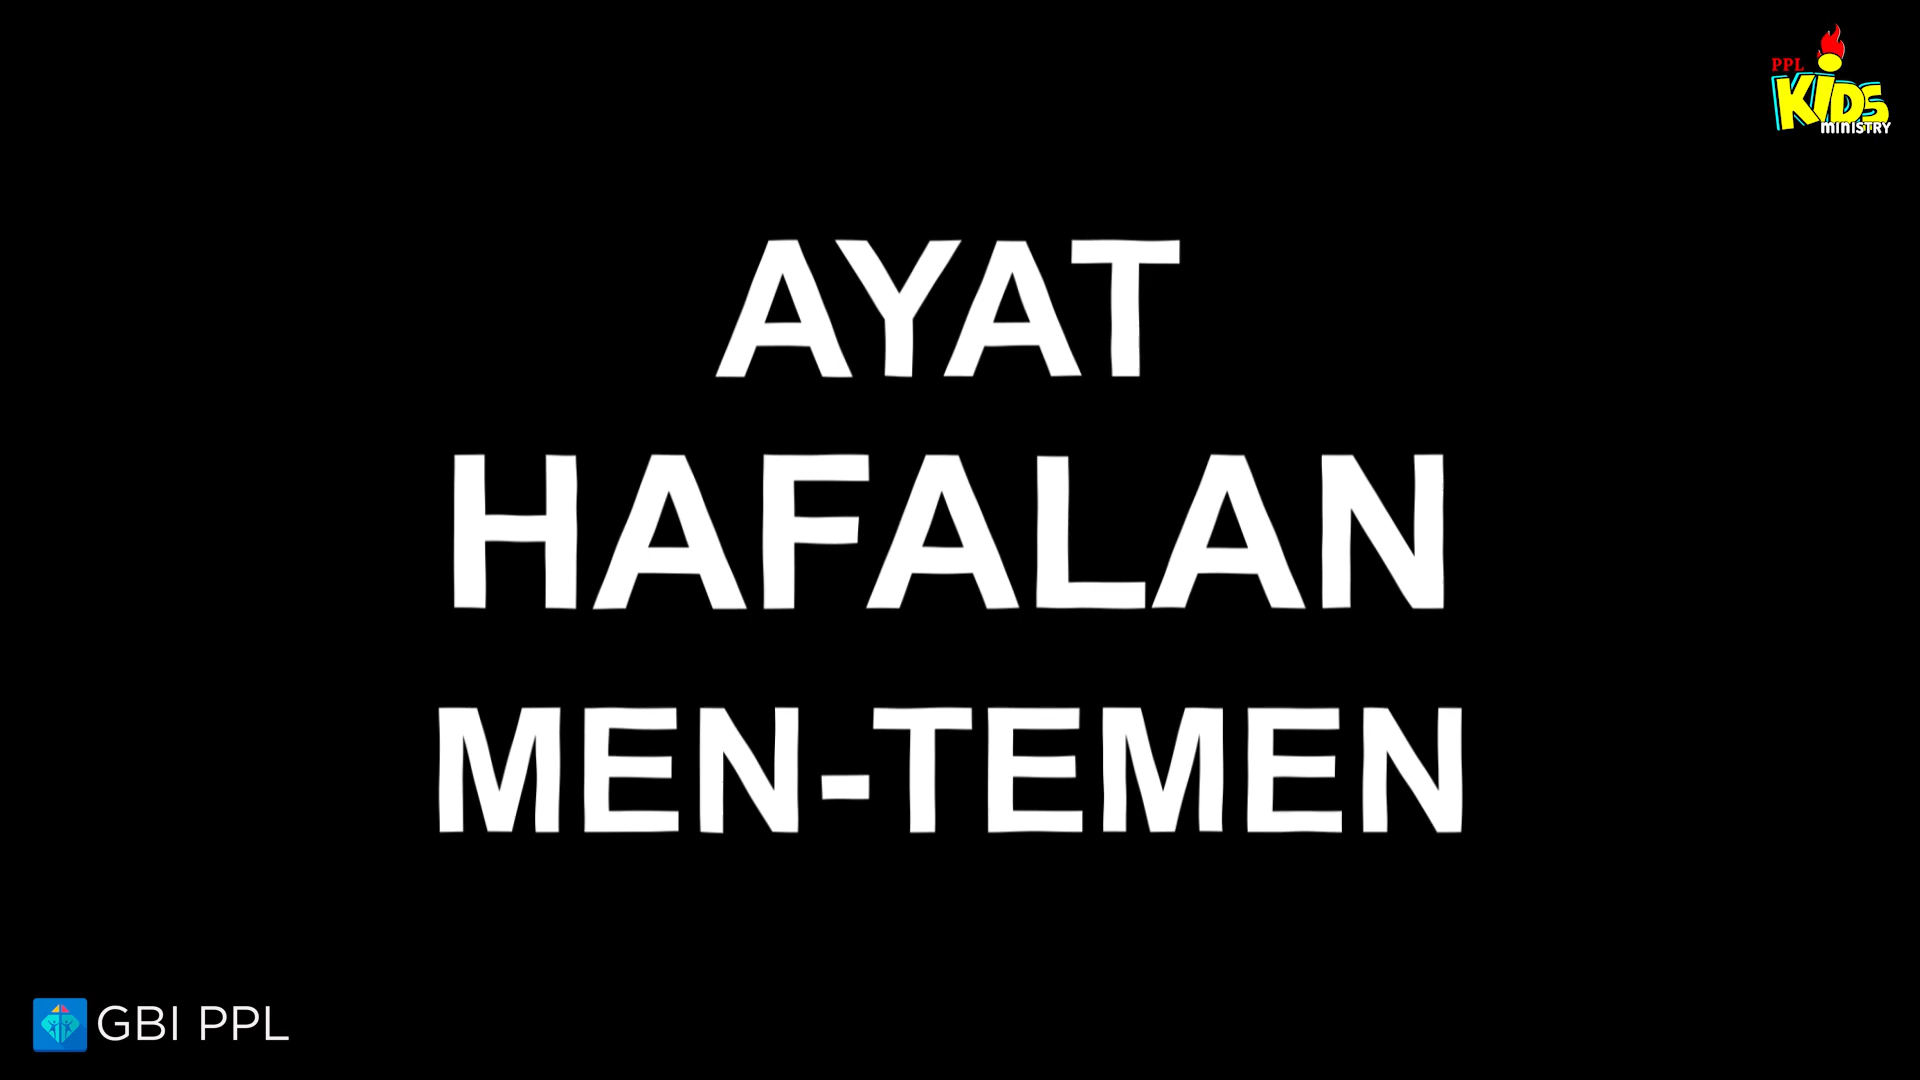 PPL
KIDS
MINISTRY
AYAT
HAFALAN
MEN-TEMEN
GBI PPL